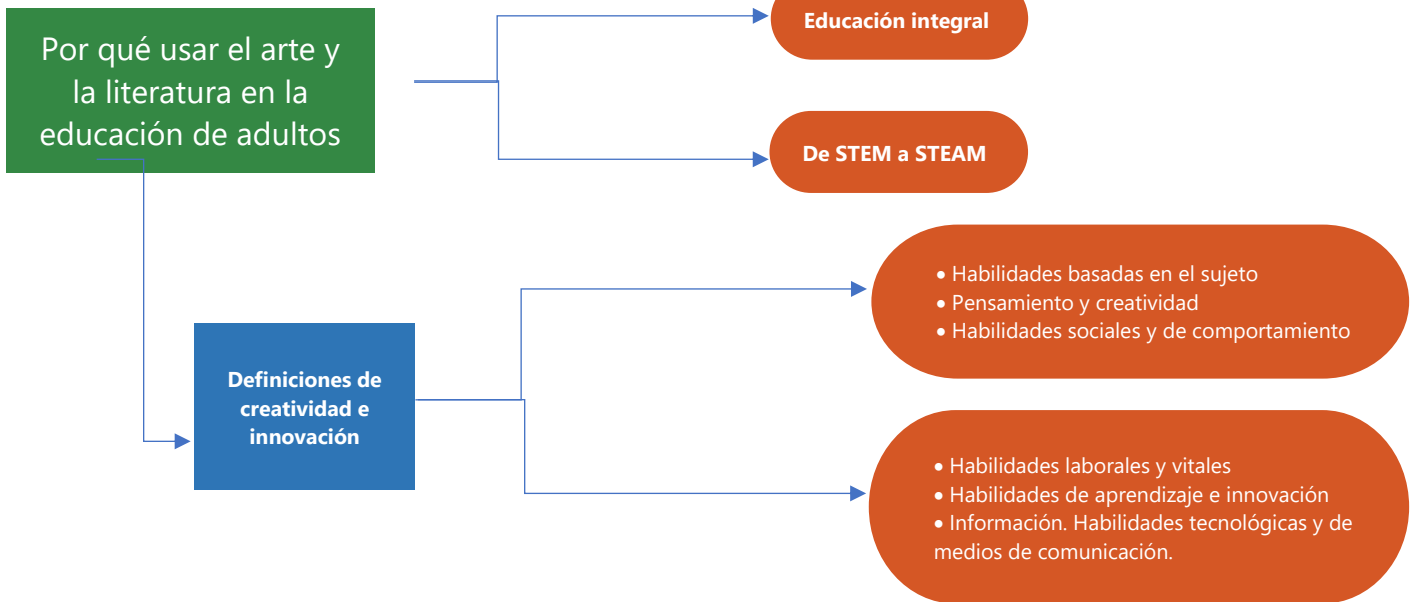 Por qué usar el arte y
la literatura en la
educación de adultos
Educación integral
De STEM a STEAM
Definiciones de
creatividad e
innovación
• Habilidades basadas en el sujeto
• Pensamiento y creatividad
• Habilidades sociales y de comportamiento
• Habilidades laborales y vitales
• Habilidades de aprendizaje e innovación
• Información. Habilidades tecnológicas y de
medios de comunicación.